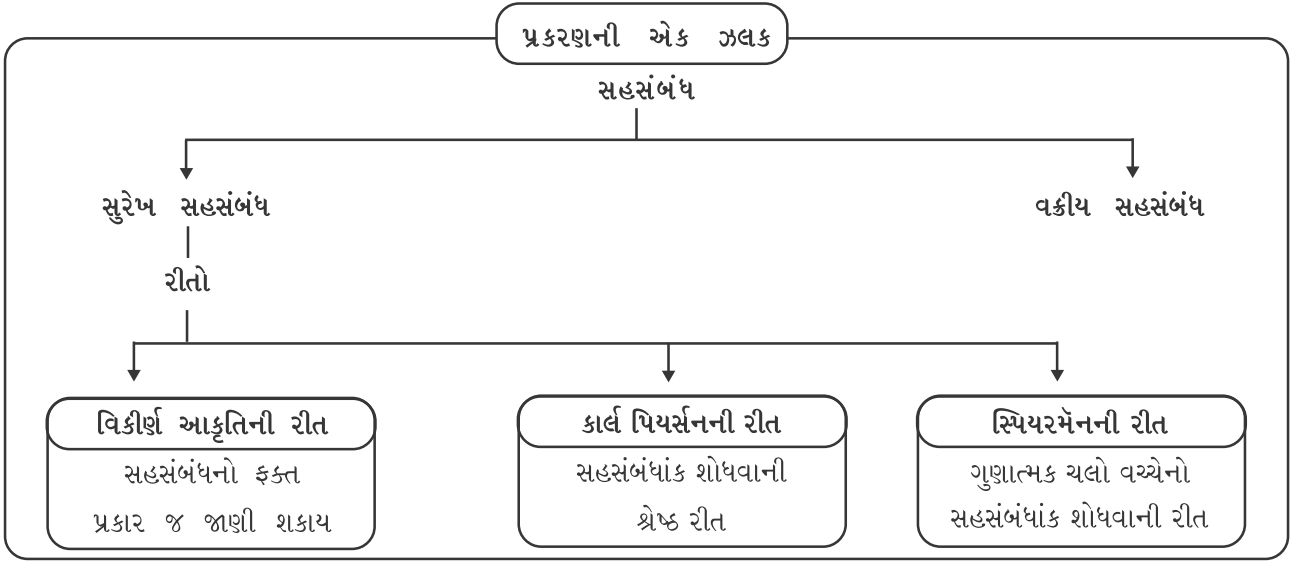 પ્રકરણની એક ઝલક
સહસંબંધ
સુરેખ સહસંબંધ
વક્રીય સહસંબંધ
રીતો
વિકીર્ણ આકૃતિની રીત
સહસંબંધનો ફક્ત
પ્રકાર જ જાણી શકાય
કાર્લ પિયર્સનની રીત
સહસંબંધાંક શોધવાની
શ્રેષ્ઠ રીત
સ્પિયરમૅનની રીત
ગુણાત્મક ચલો વચ્ચેનો
સહસંબંધાંક શોધવાની રીત